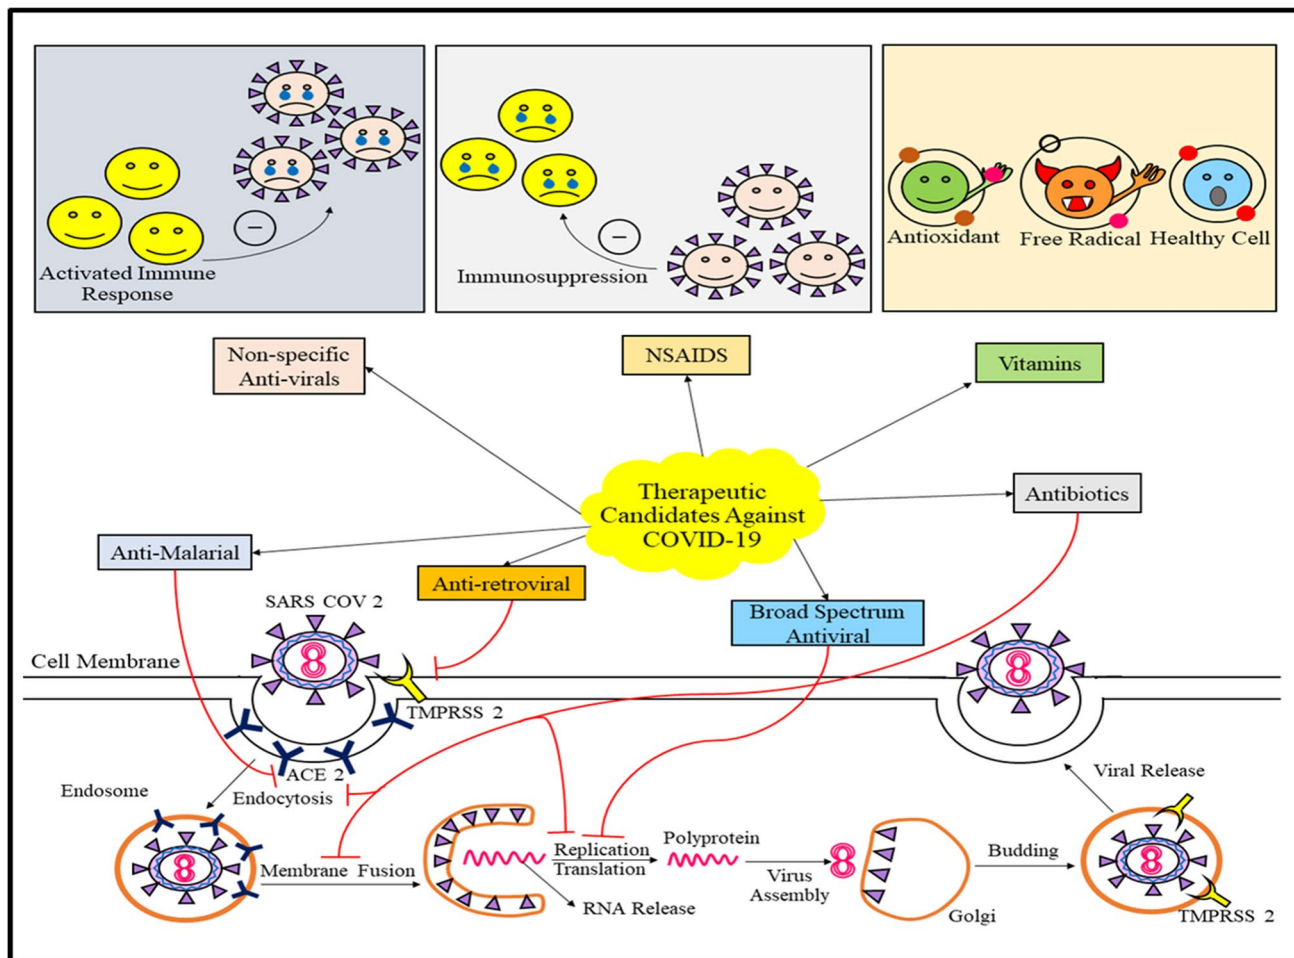 Activated Immune
Response
Immunosuppression
Antioxidant
Free Radical
Healthy Cell
Non-specific
Anti-virals
NSAIDS
Vitamins
Therapeutic
Candidates Against
COVID-19
Antibiotics
Anti-Malarial
Anti-retroviral
Broad Spectrum
Antiviral
SARS COV 2
Cell Membrane
TMPRSS 2
ACE 2
Endosome
Endocytosis
Viral Release
Membrane Fusion
Replication
Translation
RNA Release
Polyprotein
Virus
Assembly
Golgi
Budding
TMPRSS 2